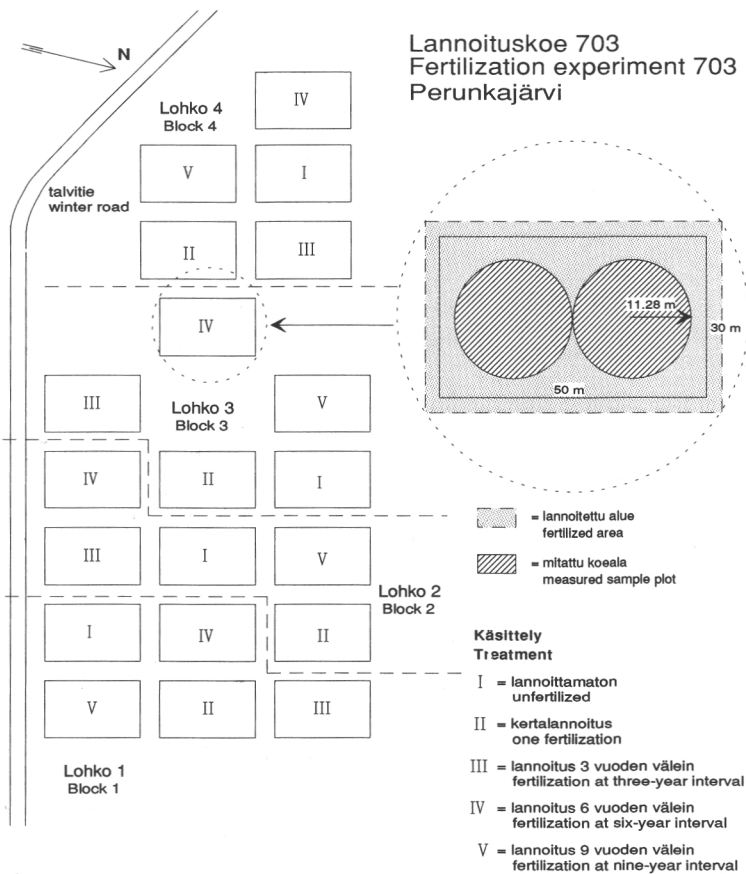 Lannoituskoe 703
Fertilization experiment 703
Perunkajärvi
N
Lohko 4
Block 4
IV
V
I
talvitie
winter road
II
III
11.28 m
30 m
50 m
IV
III
Lohko 3
Block 3
V
IV
II
I
= lannoitettu alue
fertilized area
III
I
V
= mitattu koeala
measured sample plot
Lohko 2
Block 2
I
IV
II
Käsittely
Treatment
I = lannoittamaton
unfertilized
V
II
III
II = kertalannoitus
one fertilization
Lohko 1
Block 1
III = lannoitus 3 vuoden välein
fertilization at three-year interval
IV = lannoitus 6 vuoden välein
fertilization at six-year interval
V = lannoitus 9 vuoden välein
fertilization at nine-year interval